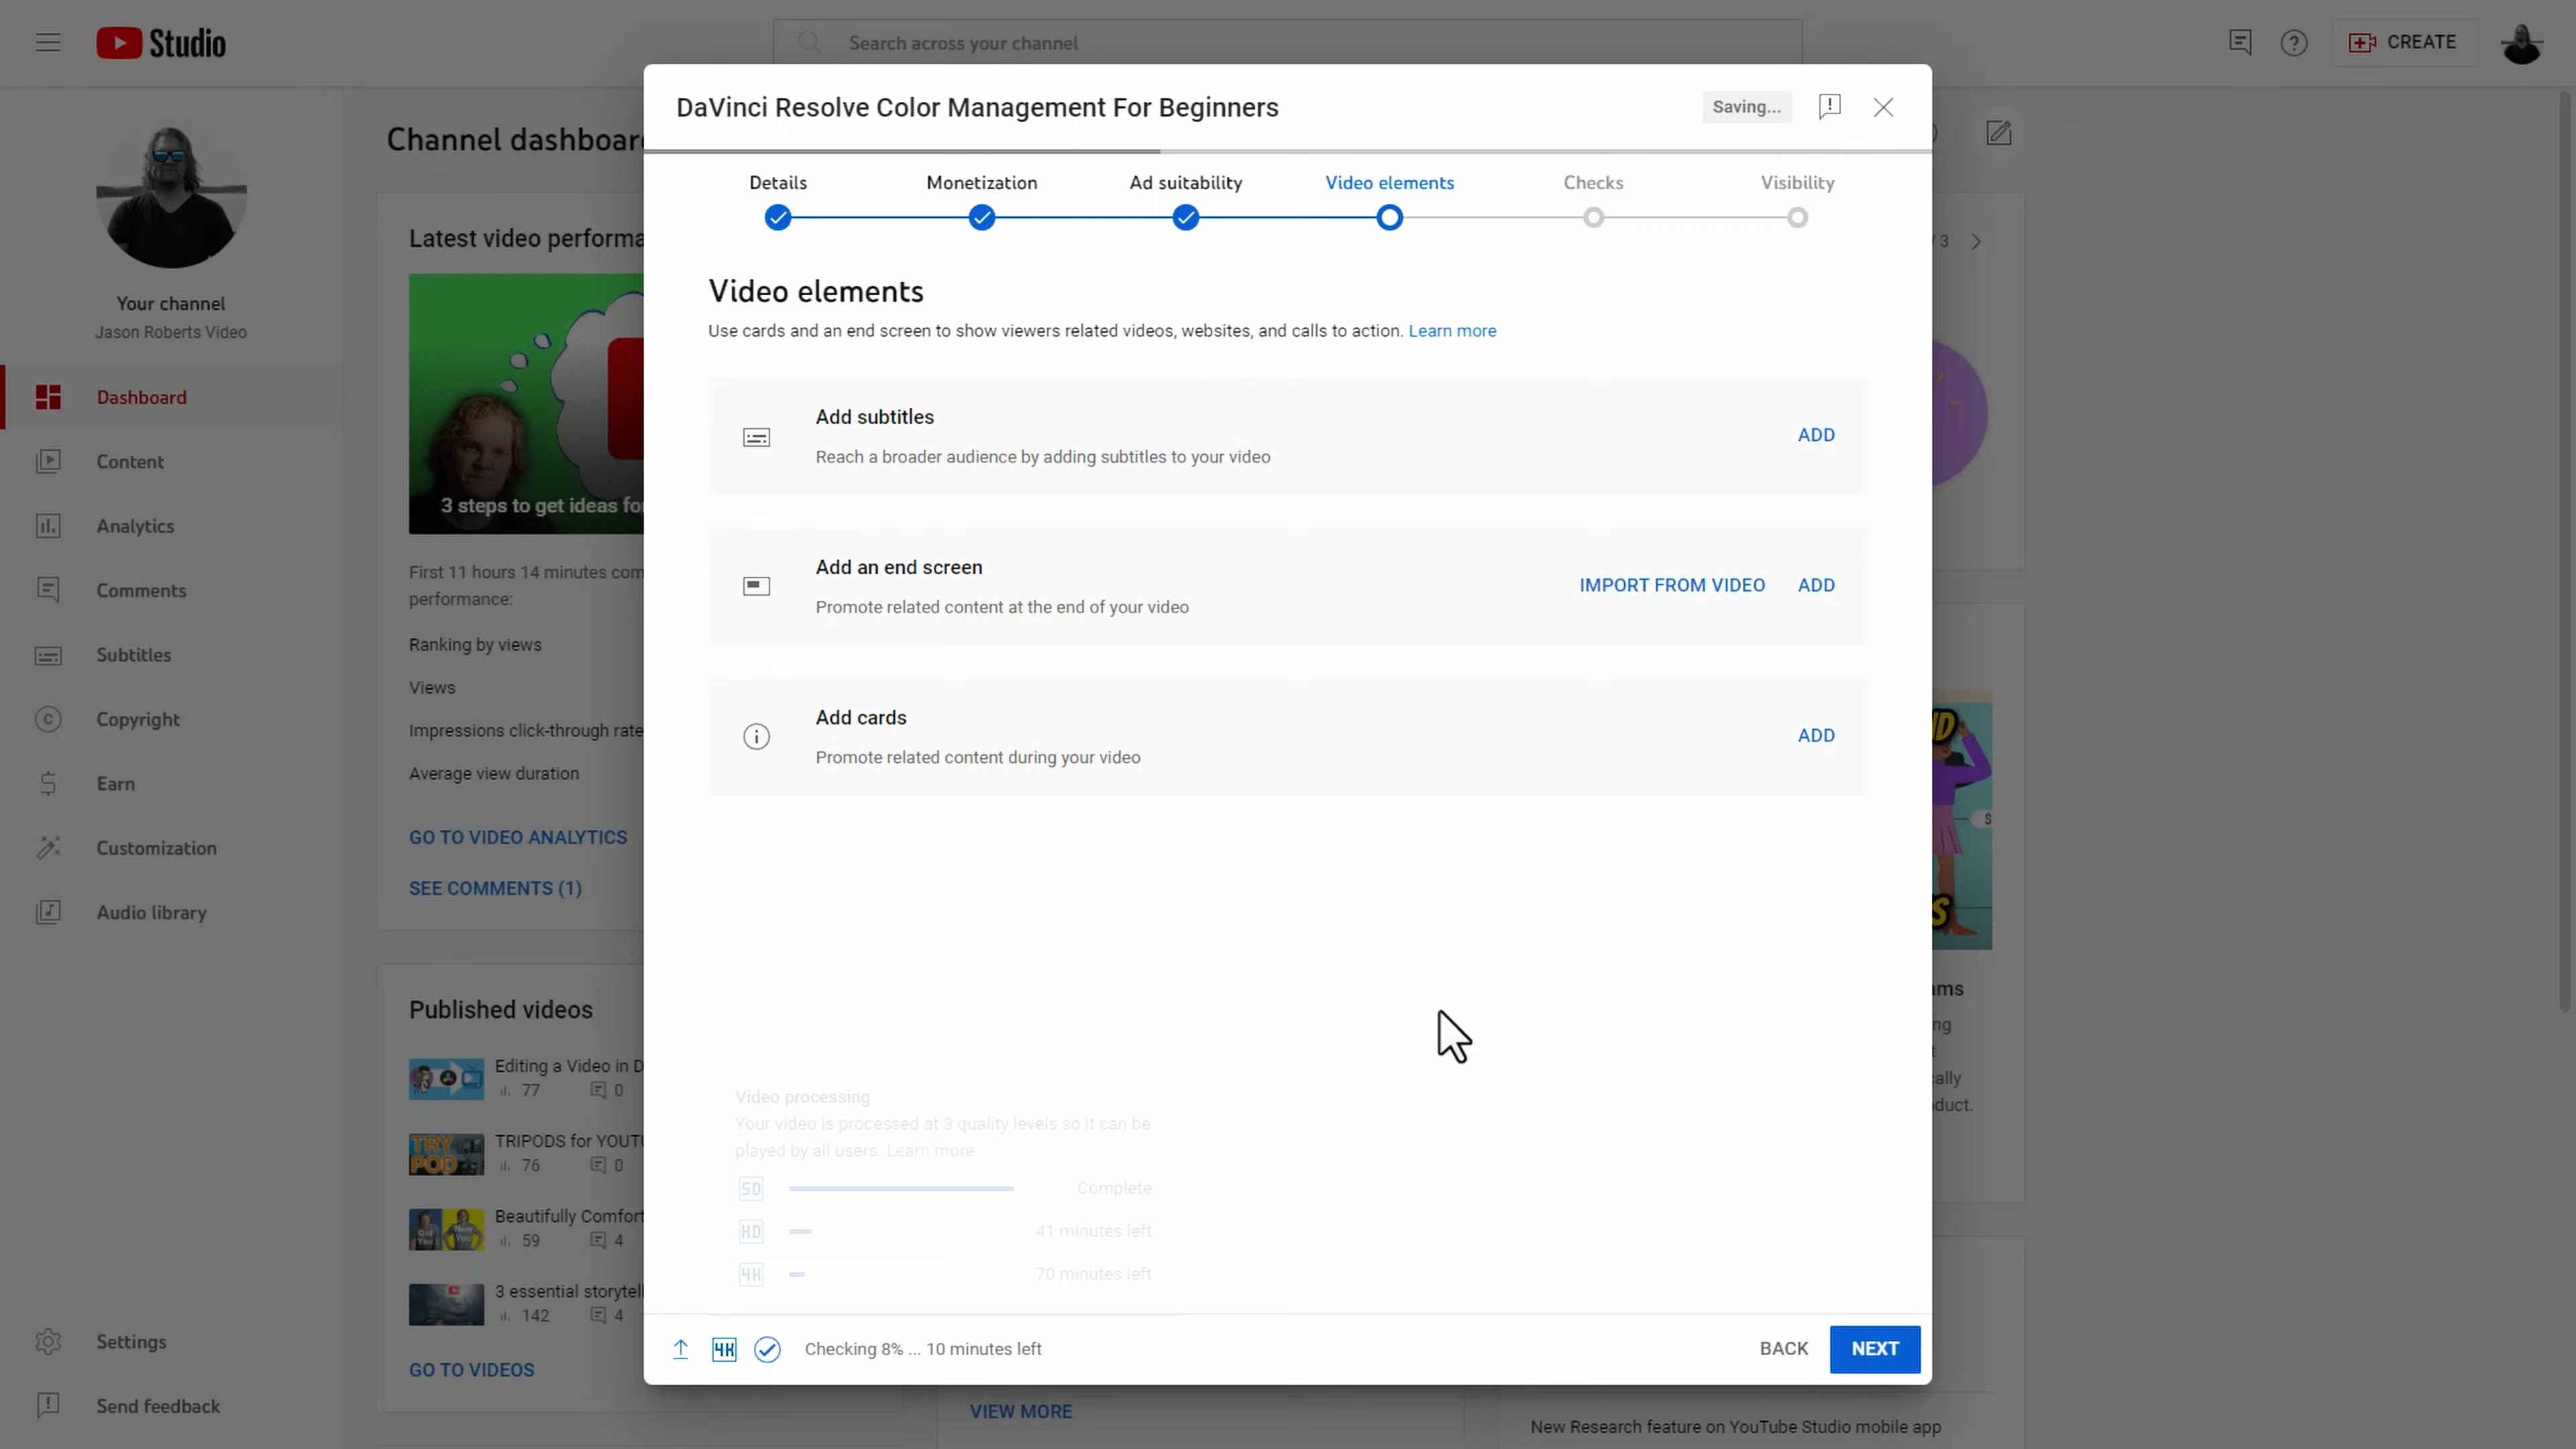 Studio
Search across your channel
CREATE
Your channel
Jason Roberts Video
Dashboard
Content
Analytics
Comments
Subtitles
Copyright
Earn
Customization
Audio library
Settings
Send feedback
Channel dashboar
Latest video performa
3 steps to get ideas fo
First 11 hours 14 minutes com
performance:
Ranking by views
Views
Impressions click-through rate
Average view duration
GO TO VIDEO ANALYTICS
SEE COMMENTS (1)
Published videos
Editing a Video in D
77 0
TRY
POD
TRIPODS for YOUTU
76 0
Beautifully Comfort
59 4
3 essential storytell
142 4
GO TO VIDEOS
DaVinci Resolve Color Management For Beginners
Saving...
Details
Monetization
Ad suitability
Video elements
Checks
Visibility
Video elements
Use cards and an end screen to show viewers related videos, websites, and calls to action. Learn more
Add subtitles
Reach a broader audience by adding subtitles to your video
ADD
Add an end screen
Promote related content at the end of your video
IMPORT FROM VIDEO
ADD
Add cards
Promote related content during your video
ADD
Video processing
Your video is processed at 3 quality levels so it can be
played by all users. Learn more
SD Complete
HD 41 minutes left
4K 70 minutes left
4K Checking 8% ... 10 minutes left
BACK
NEXT
/ 3
$
ams
ng
t
cally
duct.
VIEW MORE
New Research feature on YouTube Studio mobile app